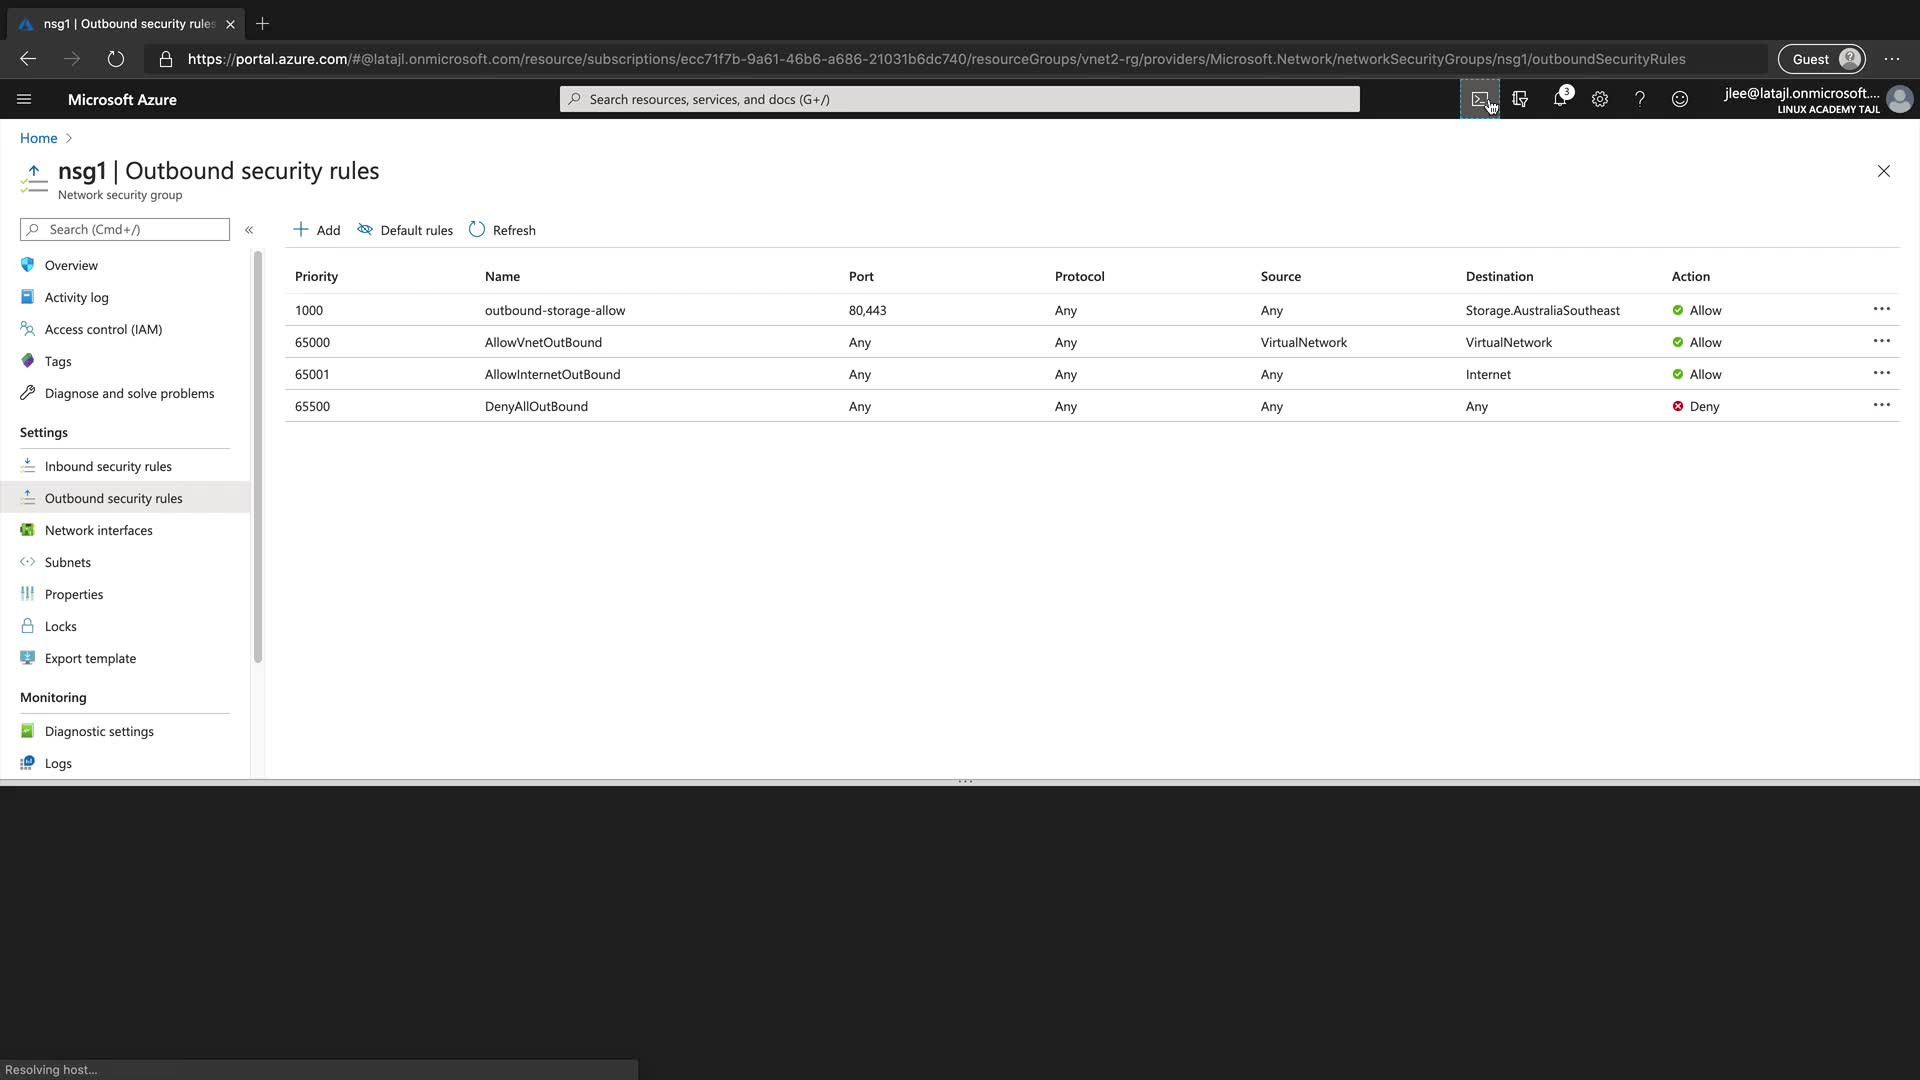 nsg1 | Outbound security rules
https://portal.azure.com/#@latajl.onmicrosoft.com/resource/subscriptions/ecc71f7b-9a61-46b6-a686-21031b6dc740/resourceGroups/vnet2-rg/providers/Microsoft.Network/networkSecurityGroups/nsg1/outboundSecurityRules
Guest
Microsoft Azure
Search resources, services, and docs (G+/)
3
jlee@latajl.onmicrosoft....
LINUX ACADEMY TAJL
Home
nsg1 | Outbound security rules
Network security group
Search (Cmd+/)
Add Default rules Refresh
Overview
Activity log
Access control (IAM)
Tags
Diagnose and solve problems
Settings
Inbound security rules
Outbound security rules
Network interfaces
Subnets
Properties
Locks
Export template
Monitoring
Diagnostic settings
Logs
Priority Name Port Protocol Source Destination Action
1000 outbound-storage-allow 80,443 Any Any Storage.AustraliaSoutheast Allow
65000 AllowVnetOutBound Any Any VirtualNetwork VirtualNetwork Allow
65001 AllowInternetOutBound Any Any Any Internet Allow
65500 DenyAllOutBound Any Any Any Any Deny
Resolving host...